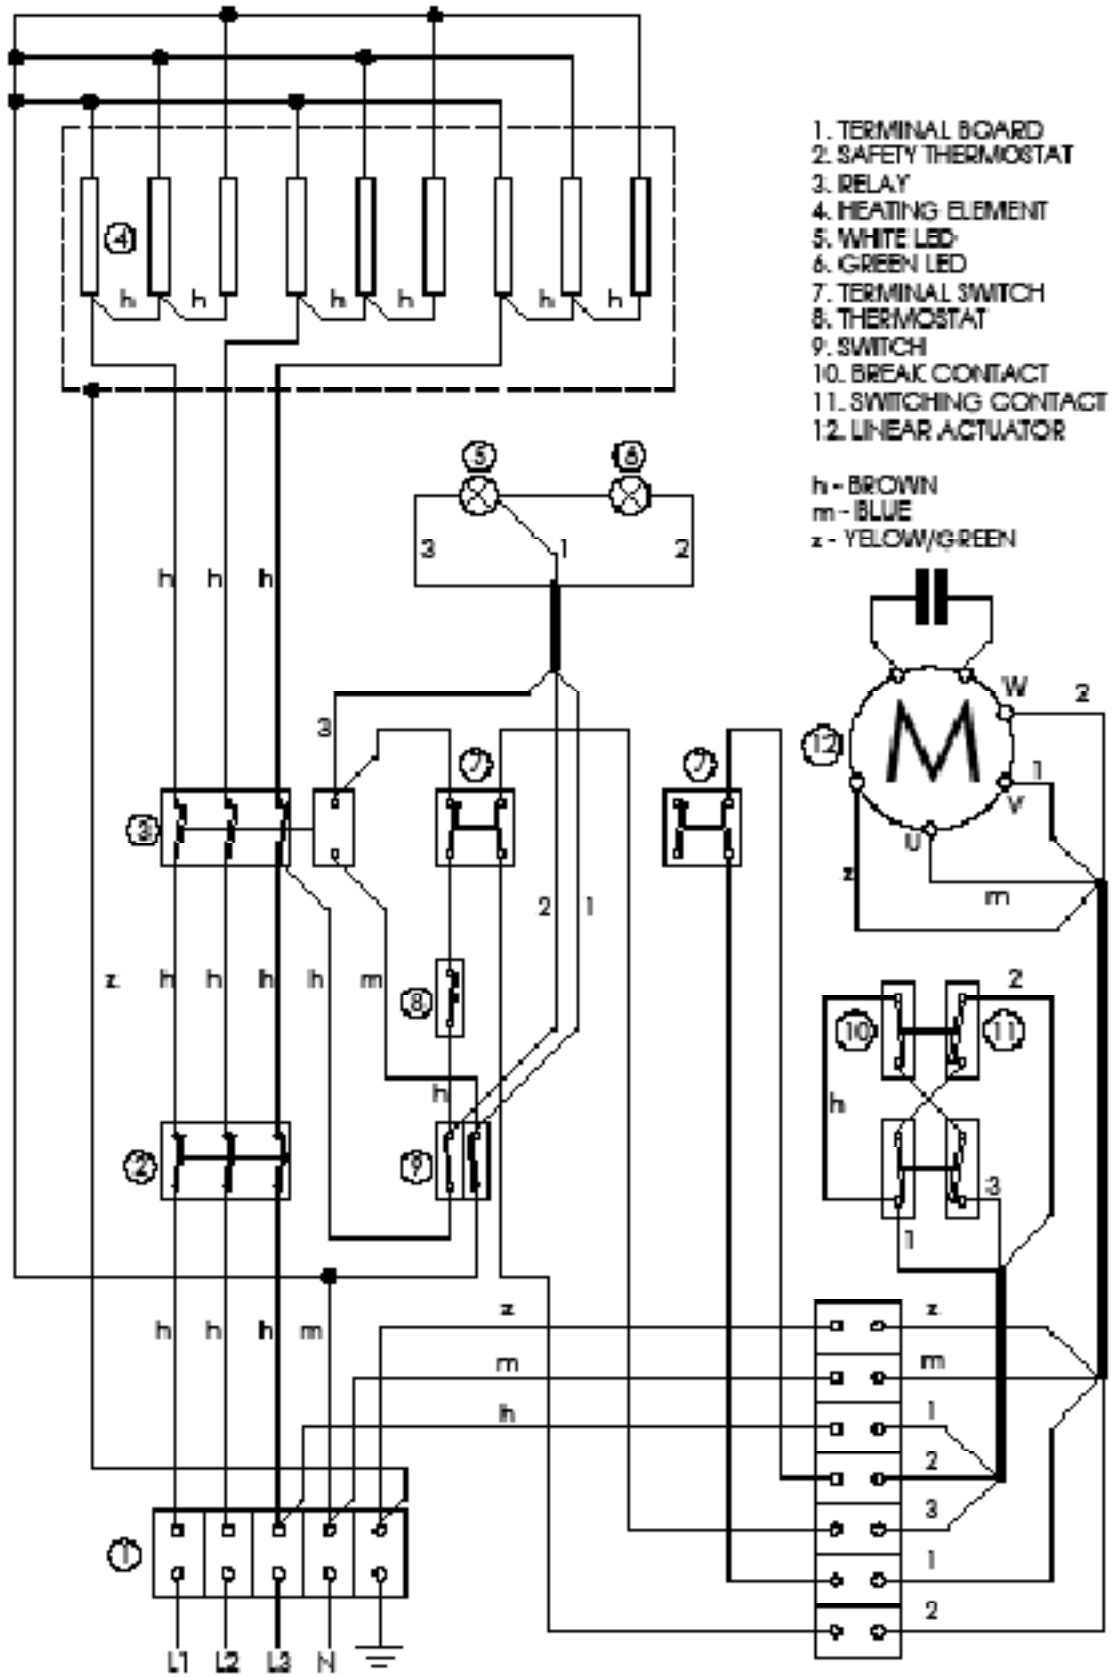 1. TERMINAL BOARD
2. SAFETY THERMOSTAT
3. RELAY
4. HEATING ELEMENT
5. WHITE LED
6. GREEN LED
7. TERMINAL SWITCH
8. THERMOSTAT
9. SWITCH
10. BREAK CONTACT
11. SWITCHING CONTACT
12. LINEAR ACTUATOR
h - BROWN
m - BLUE
z - YELOW/GREEN
4
h h h h h h
5 6
3 1 2
h h h
W 2
3 7 7 12 M 1
V
U
3 z
m
2 1
z h h h h m 8
2
10 11
h h
2 9
3
1
h h h m
z z
m m
h 1
2
3
1
1
2
L1 L2 L3 N